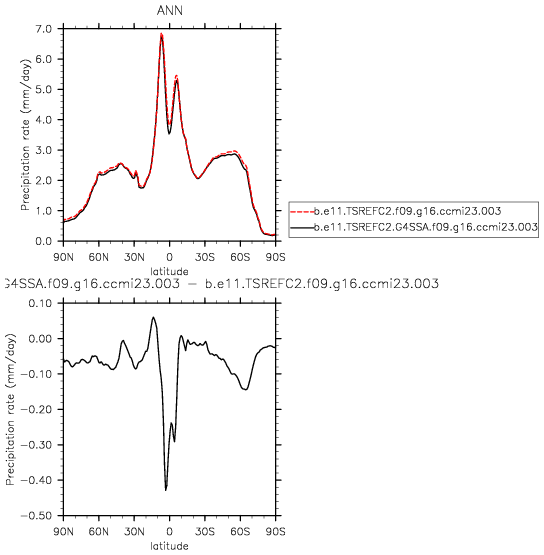 ANN
7.0
6.0
5.0
4.0
3.0
2.0
1.0
0.0
Precipitation rate (mm/day)
90N 60N 30N 0 30S 60S 90S
latitude
b.e11.TSREFC2.f09.g16.ccmi23.003
b.e11.TSREFC2.G4SSA.f09.g16.ccmi23.003
G4SSA.f09.g16.ccmi23.003 − b.e11.TSREFC2.f09.g16.ccmi23.003
0.10
0.00
−0.10
−0.20
−0.30
−0.40
−0.50
Precipitation rate (mm/day)
90N 60N 30N 0 30S 60S 90S
latitude